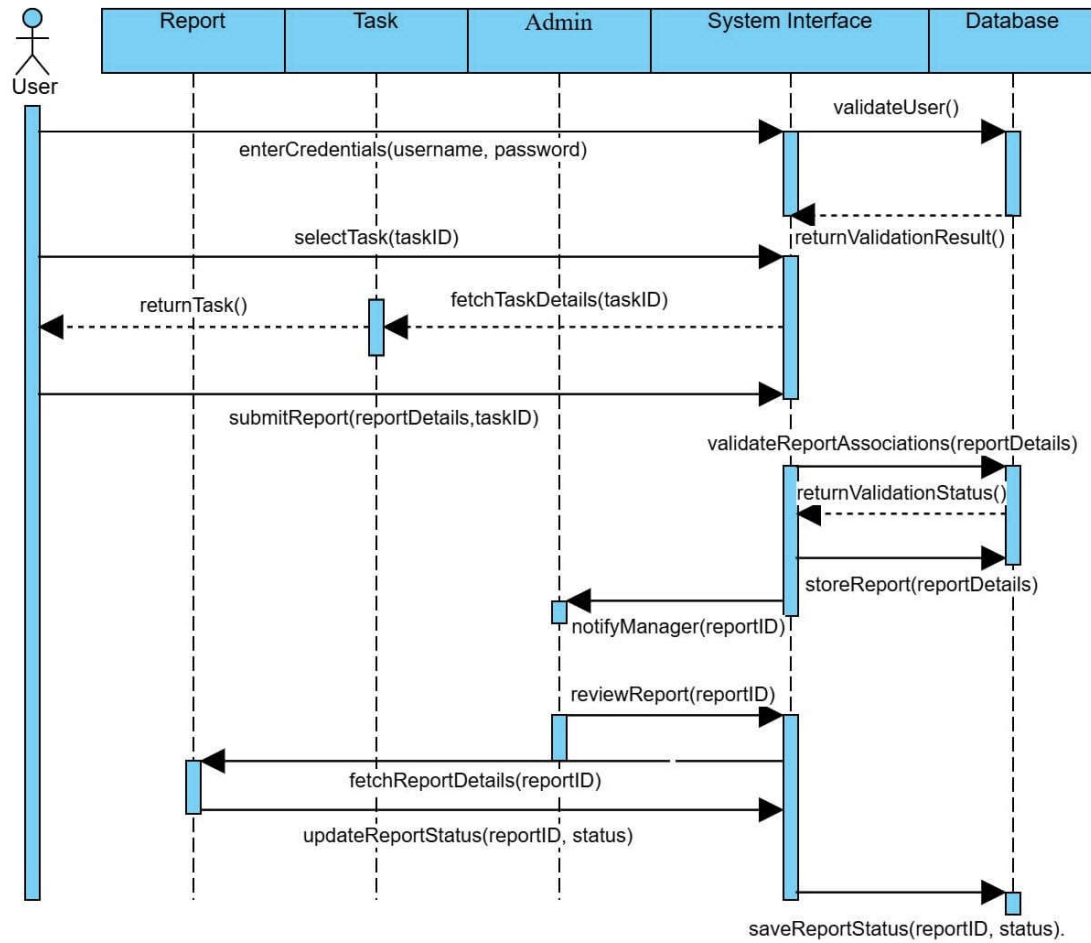 Report
Task
Admin
System Interface
Database
User
validateUser()
enterCredentials(username, password)
selectTask(taskID)
returnValidationResult()
returnTask()
fetchTaskDetails(taskID)
submitReport(reportDetails,taskID)
validateReportAssociations(reportDetails)
returnValidationStatus()
storeReport(reportDetails)
notifyManager(reportID)
reviewReport(reportID)
fetchReportDetails(reportID)
updateReportStatus(reportID, status)
saveReportStatus(reportID, status).